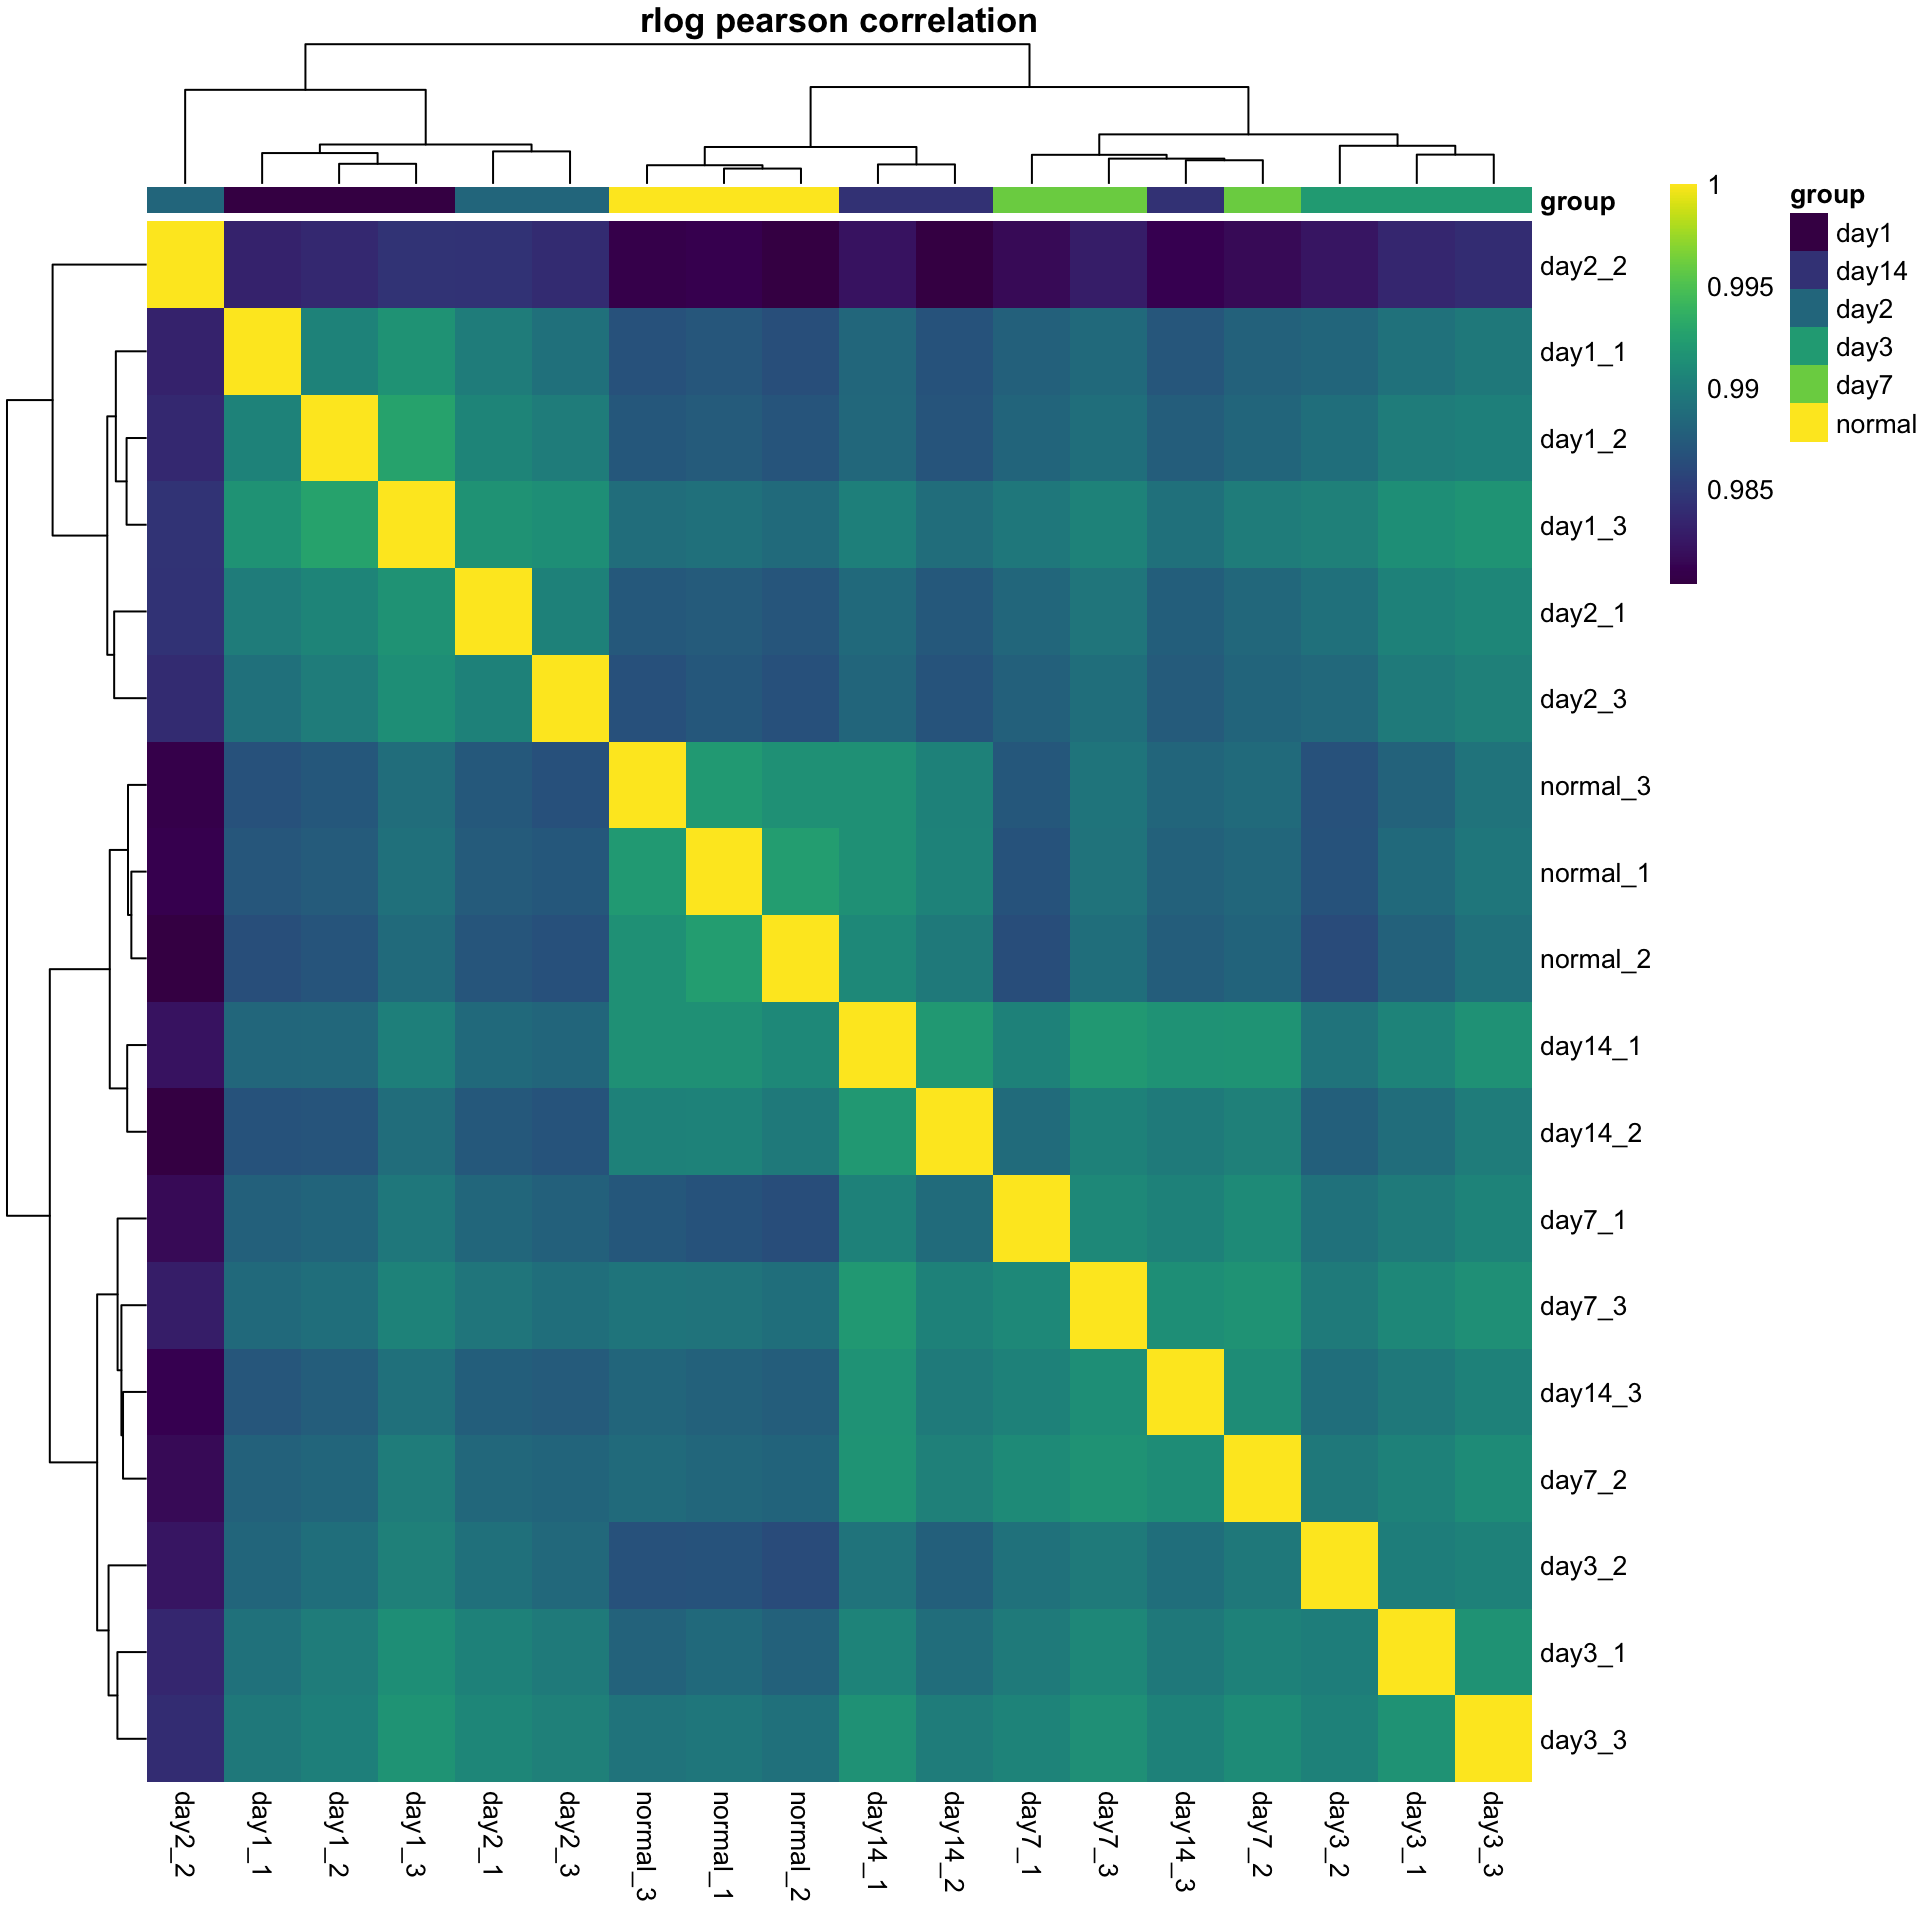 rlog pearson correlation
group
1
0.995
0.99
0.985
group
day1
day14
day2
day3
day7
normal
day2_2
day1_1
day1_2
day1_3
day2_1
day2_3
normal_3
normal_1
normal_2
day14_1
day14_2
day7_1
day7_3
day14_3
day7_2
day3_2
day3_1
day3_3
day2_2
day1_1
day1_2
day1_3
day2_1
day2_3
normal_3
normal_1
normal_2
day14_1
day14_2
day7_1
day7_3
day14_3
day7_2
day3_2
day3_1
day3_3